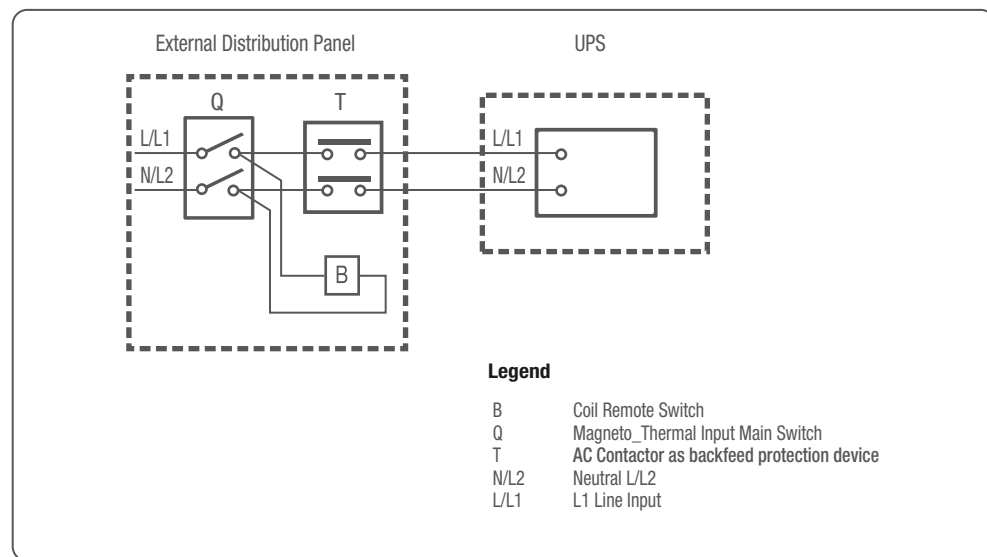 External Distribution Panel
UPS
Q
T
L/L1
N/L2
L/L1
N/L2
B
Legend
B Coil Remote Switch
Q Magneto_Thermal Input Main Switch
T AC Contactor as backfeed protection device
N/L2 Neutral L/L2
L/L1 L1 Line Input